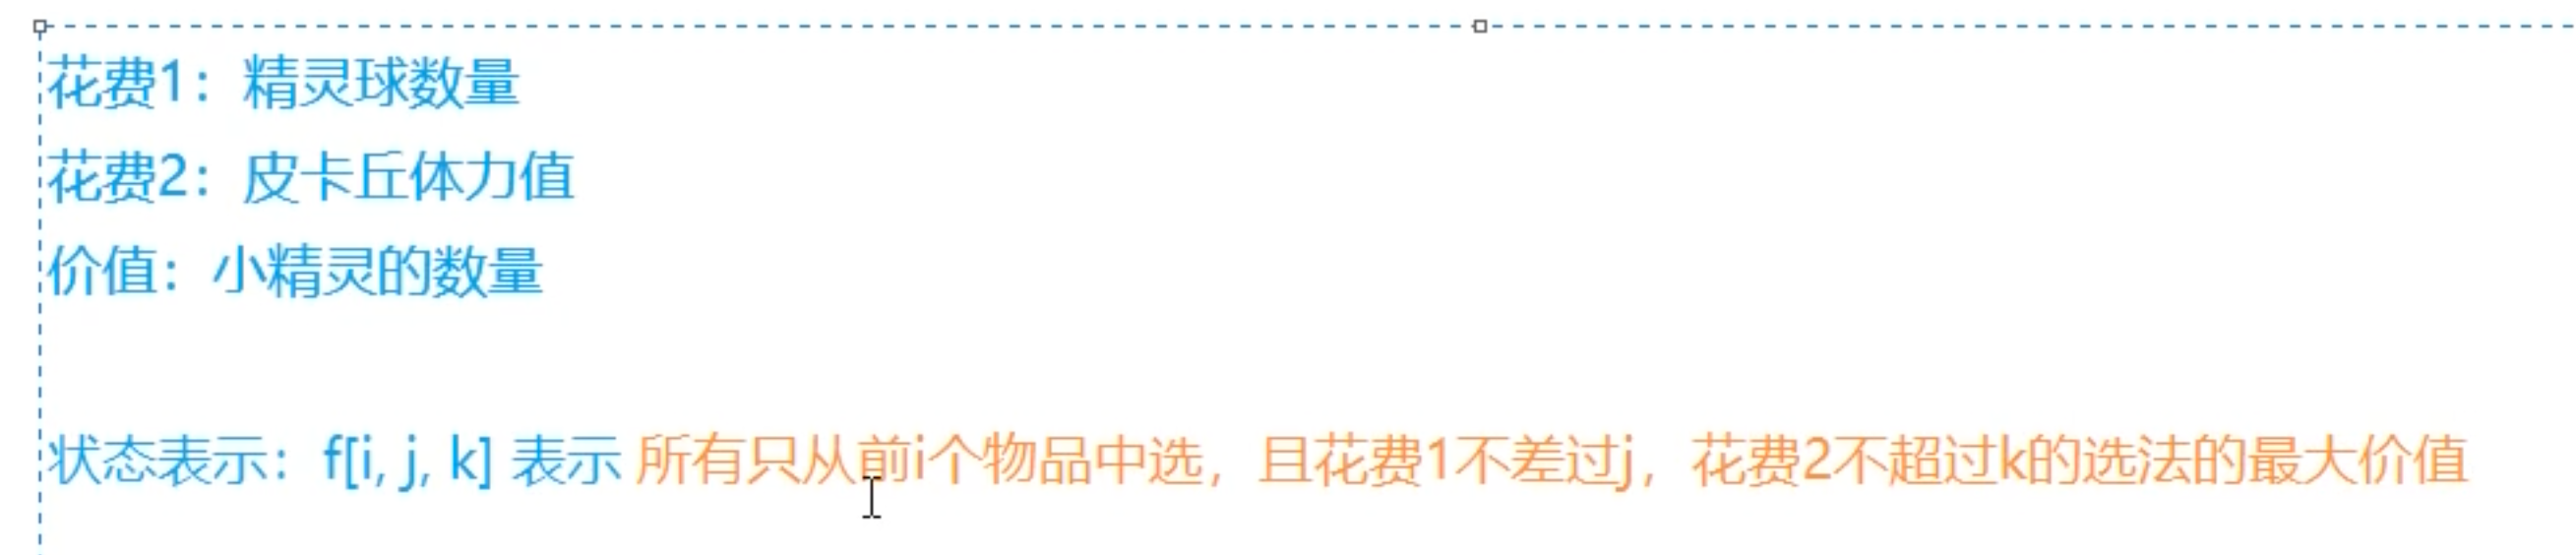 花费1：精灵球数量
花费2：皮卡丘体力值
价值：小精灵的数量
状态表示：f[i, j, k] 表示 所有只从前i个物品中选，且花费1不差过j，花费2不超过k的选法的最大价值